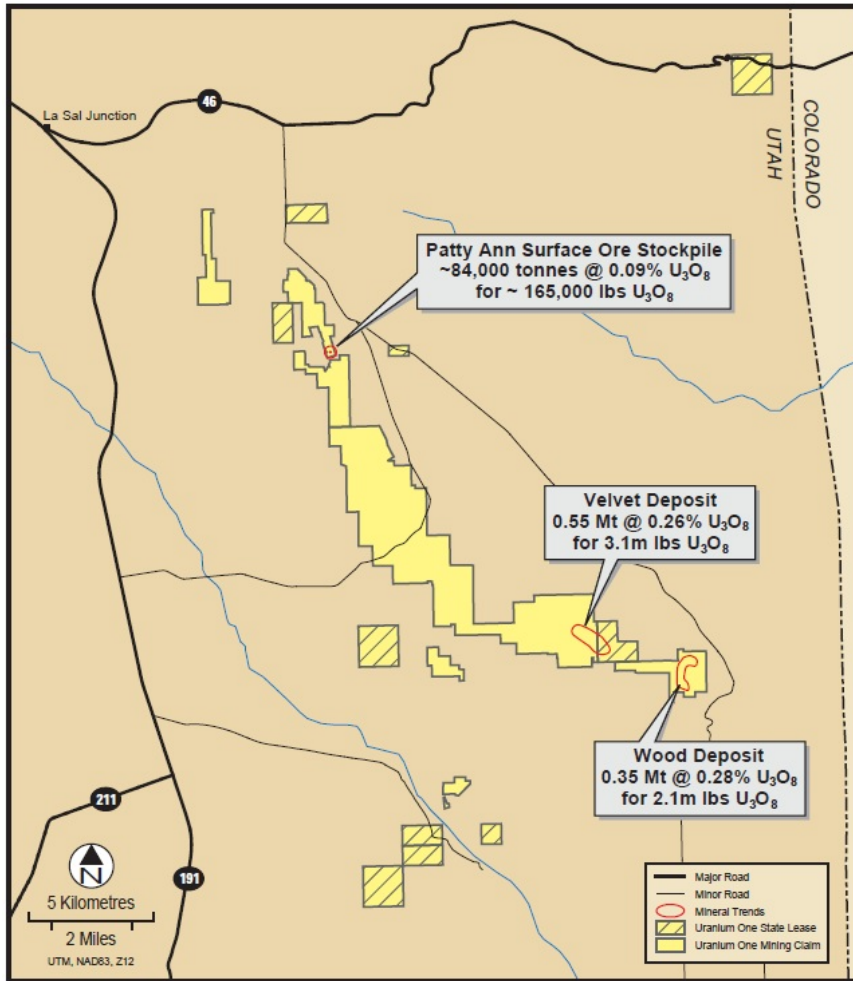 46
La Sal Junction
UTAH
COLORADO
Patty Ann Surface Ore Stockpile
~84,000 tonnes @ 0.09% U₃O₈
for ~ 165,000 lbs U₃O₈
Velvet Deposit
0.55 Mt @ 0.26% U₃O₈
for 3.1m lbs U₃O₈
Wood Deposit
0.35 Mt @ 0.28% U₃O₈
for 2.1m lbs U₃O₈
211
191
N
5 Kilometres
2 Miles
UTM, NAD83, Z12
Major Road
Minor Road
Mineral Trends
Uranium One State Lease
Uranium One Mining Claim